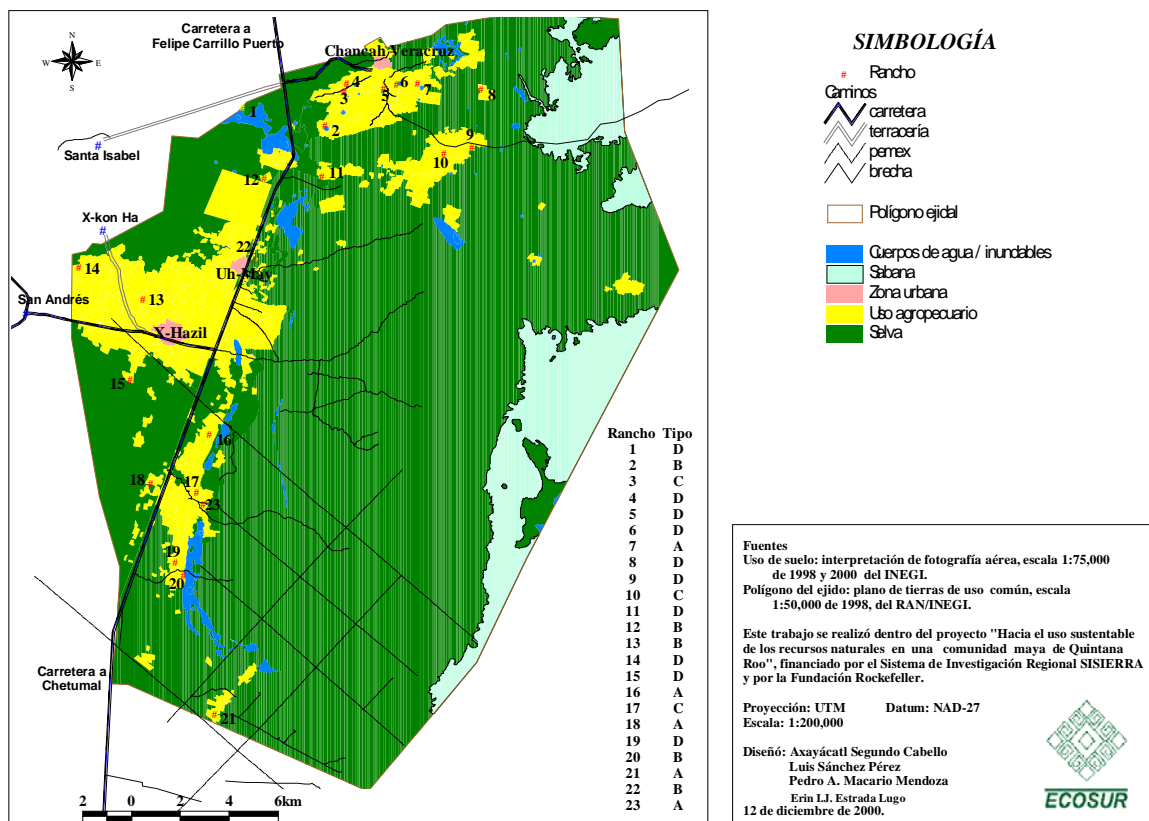 Carretera a
Felipe Carrillo Puerto
Chancah Veracruz
N
W E
S
Santa Isabel
X-kon Ha
San Andrés
Uh-May
X-Hazil
Carretera a
Chetumal
1
2
3
4
5
6
7
8
9
10
11
12
22
14
13
15
16
18
17
23
19
20
21
2 0 2 4 6km
Rancho Tipo
1 D
2 B
3 C
4 D
5 D
6 D
7 A
8 D
9 D
10 C
11 D
12 B
13 B
14 D
15 D
16 A
17 C
18 A
19 D
20 B
21 A
22 B
23 A
SIMBOLOGÍA
# Rancho
Caminos
carretera
terracería
pemex
brecha
Polígono ejidal
Cuerpos de agua / inundables
Sabana
Zona urbana
Uso agropecuario
Selva
Fuentes
Uso de suelo: interpretación de fotografía aérea, escala 1:75,000
de 1998 y 2000 del INEGI.
Polígono del ejido: plano de tierras de uso común, escala
1:50,000 de 1998, del RAN/INEGI.
Este trabajo se realizó dentro del proyecto "Hacia el uso sustentable
de los recursos naturales en una comunidad maya de Quintana
Roo", financiado por el Sistema de Investigación Regional SISIERRA
y por la Fundación Rockefeller.
Proyección: UTM Datum: NAD-27
Escala: 1:200,000
Diseñó: Axayácatl Segundo Cabello
Luis Sánchez Pérez
Pedro A. Macario Mendoza
Erin I.J. Estrada Lugo
12 de diciembre de 2000.
ECOSUR